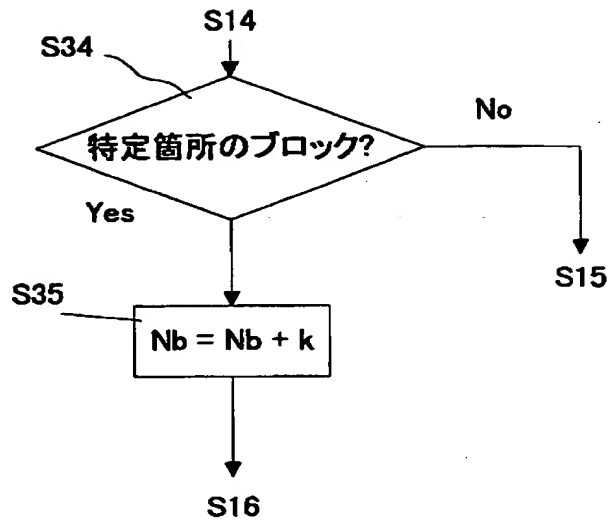 S14
S34
特定箇所のブロック?
No
Yes
S15
S35
Nb = Nb + k
S16